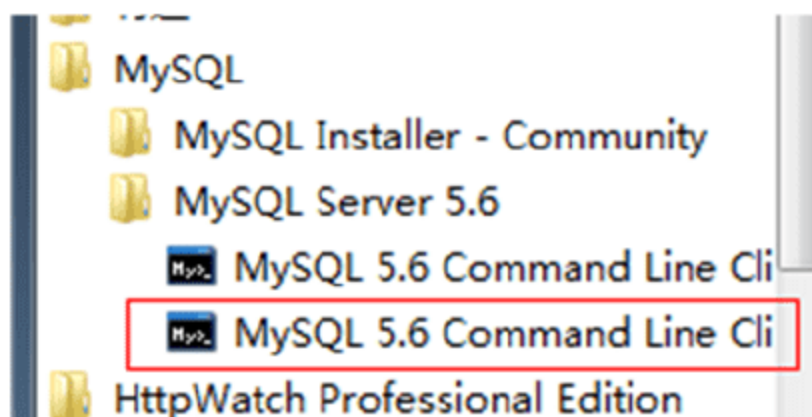 MySQL
MySQL Installer - Community
MySQL Server 5.6
MySQL 5.6 Command Line Cli
MySQL 5.6 Command Line Cli
HttpWatch Professional Edition